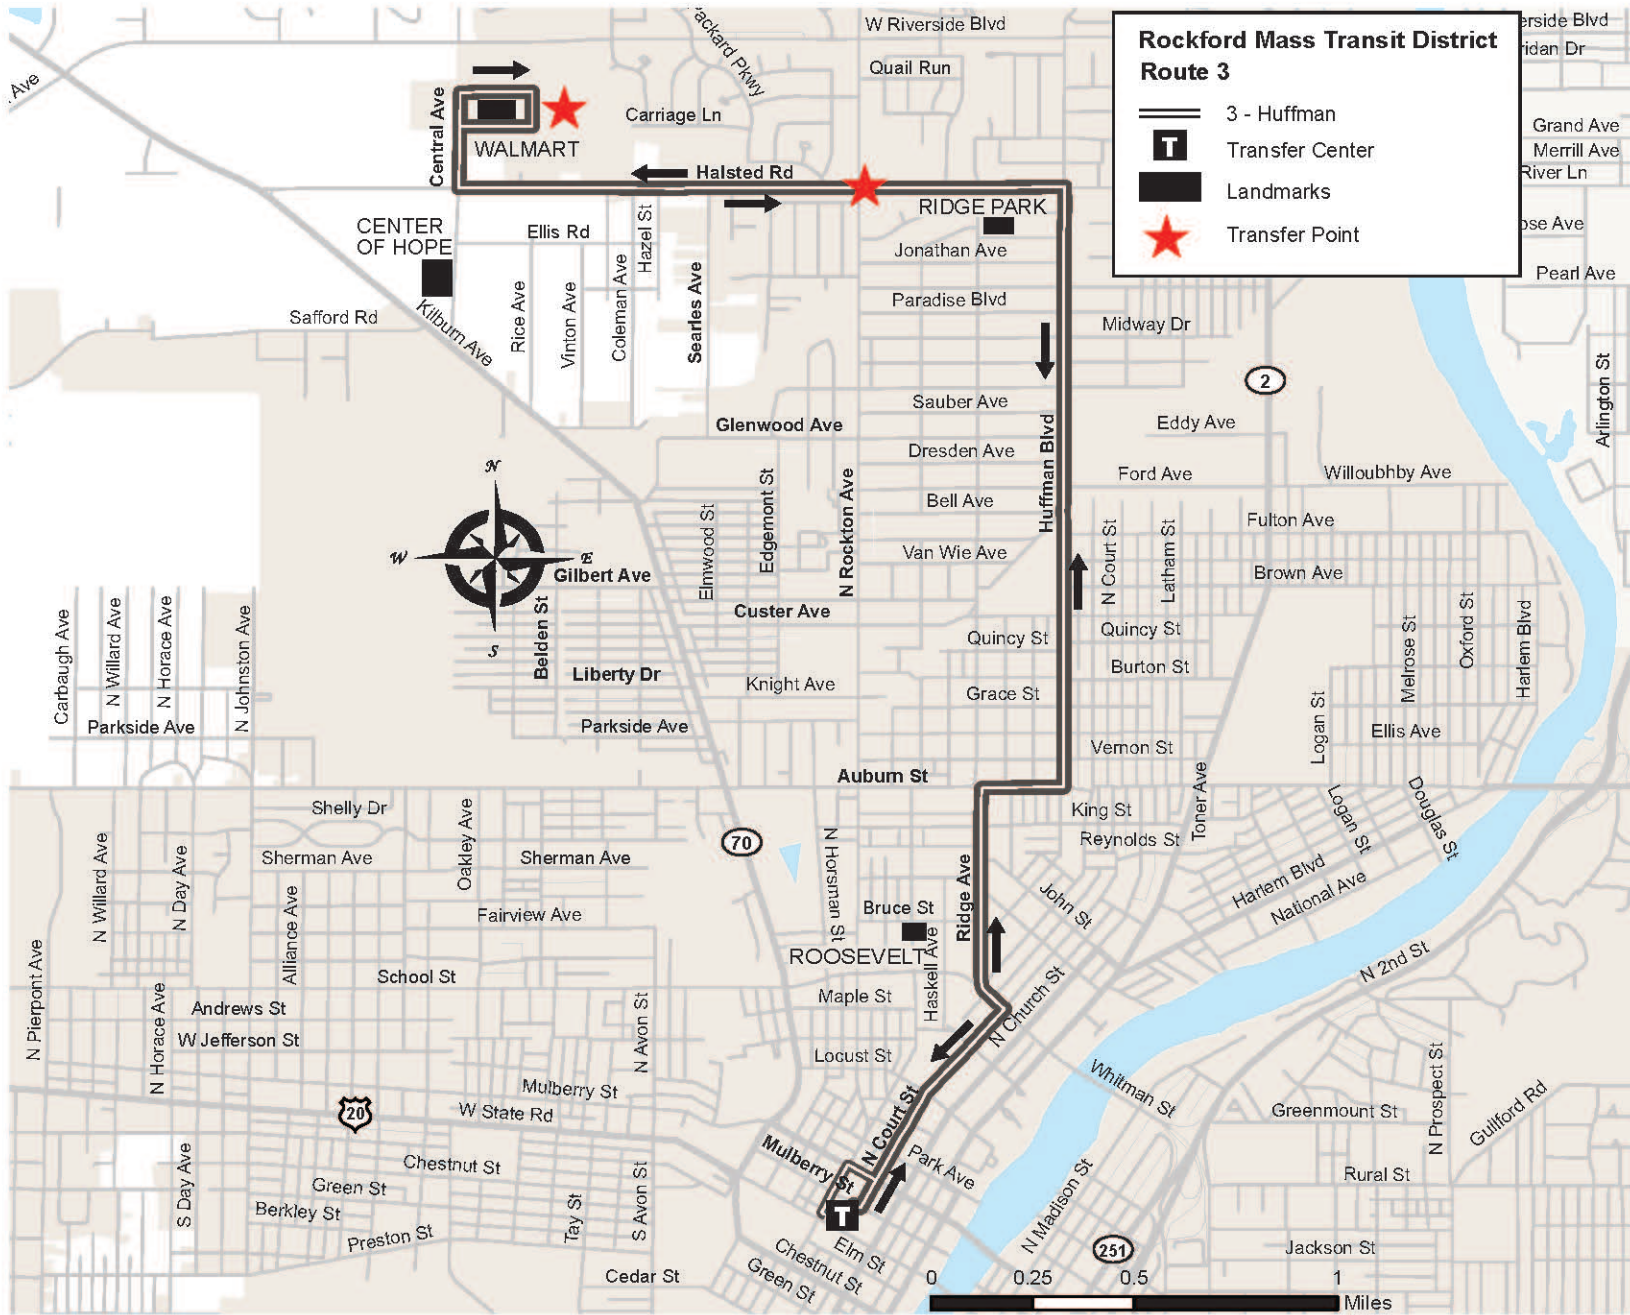 Rockford Mass Transit District
Route 3
3 - Huffman
T
Transfer Center
Landmarks
Transfer Point
W Riverside Blvd
erside Blvd
ridan Dr
Quail Run
Packard Pkwy
Ave
Carriage Ln
Grand Ave
Merrill Ave
River Ln
ose Ave
Pearl Ave
Central Ave
WALMART
Halsted Rd
RIDGE PARK
CENTER
OF HOPE
Ellis Rd
Hazel St
Jonathan Ave
Paradise Blvd
Safford Rd
Kilburn Ave
Rice Ave
Vinton Ave
Coleman Ave
Searles Ave
Midway Dr
2
Arlington St
Sauber Ave
Glenwood Ave
Eddy Ave
Dresden Ave
Huffman Blvd
Ford Ave
Willoubhby Ave
N
W
E
S
Elmwood St
Edgemont St
N Rockton Ave
Bell Ave
Fulton Ave
Van Wie Ave
N Court St
Latham St
Brown Ave
Gilbert Ave
Custer Ave
Belden St
Quincy St
Quincy St
Burton St
Melrose St
Oxford St
Harlem Blvd
Carbaugh Ave
N Willard Ave
N Horace Ave
N Johnston Ave
Liberty Dr
Knight Ave
Grace St
Logan St
Parkside Ave
Parkside Ave
Vernon St
Ellis Ave
Auburn St
Toner Ave
Shelly Dr
King St
Reynolds St
Logan St
Douglas St
70
N Willard Ave
N Day Ave
Sherman Ave
Oakley Ave
Sherman Ave
N Horsman St
Ridge Ave
John St
Harlem Blvd
National Ave
Alliance Ave
Fairview Ave
Bruce St
ROOSEVELT
Haskell Ave
N 2nd St
N Pierpont Ave
School St
N Horace Ave
Andrews St
W Jefferson St
N Avon St
Maple St
N Church St
Locust St
Mulberry St
20
W State Rd
N Court St
Whitman St
Greenmount St
N Prospect St
Gullford Rd
S Day Ave
Chestnut St
Green St
Berkley St
Preston St
Tay St
S Avon St
Cedar St
Mulberry St
Park Ave
T
Elm St
Chestnut St
Green St
N Madison St
Rural St
251
Jackson St
0 0.25 0.5 1
Miles